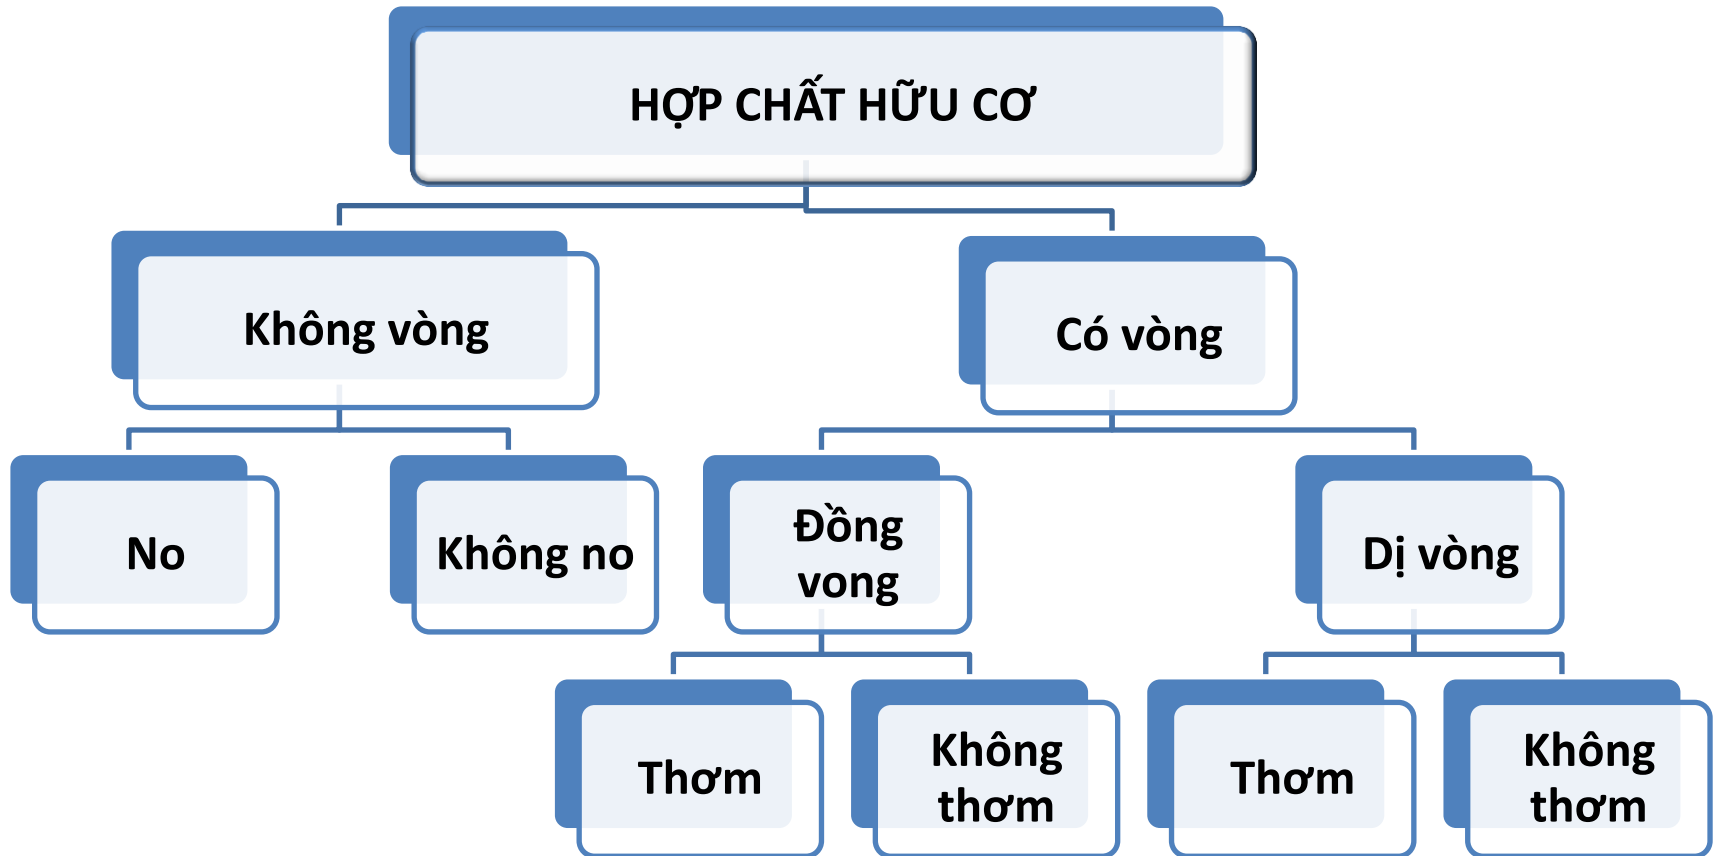 HỢP CHẤT HỮU CƠ
Không vòng
Có vòng
No
Không no
Đồng
vong
Dị vòng
Thơm
Không
thơm
Thơm
Không
thơm